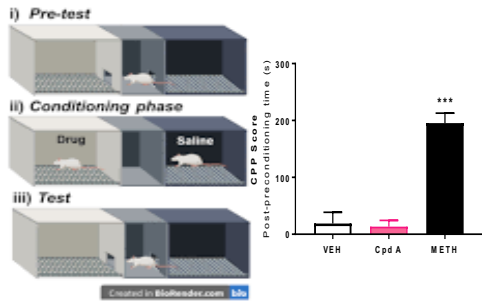 i) Pre-test
ii) Conditioning phase
Drug
Saline
iii) Test
Created in BioRender.com bio
CPP Score
Post-preconditioning time (s)
300
200
100
0
***
VEH
Cpd A
METH